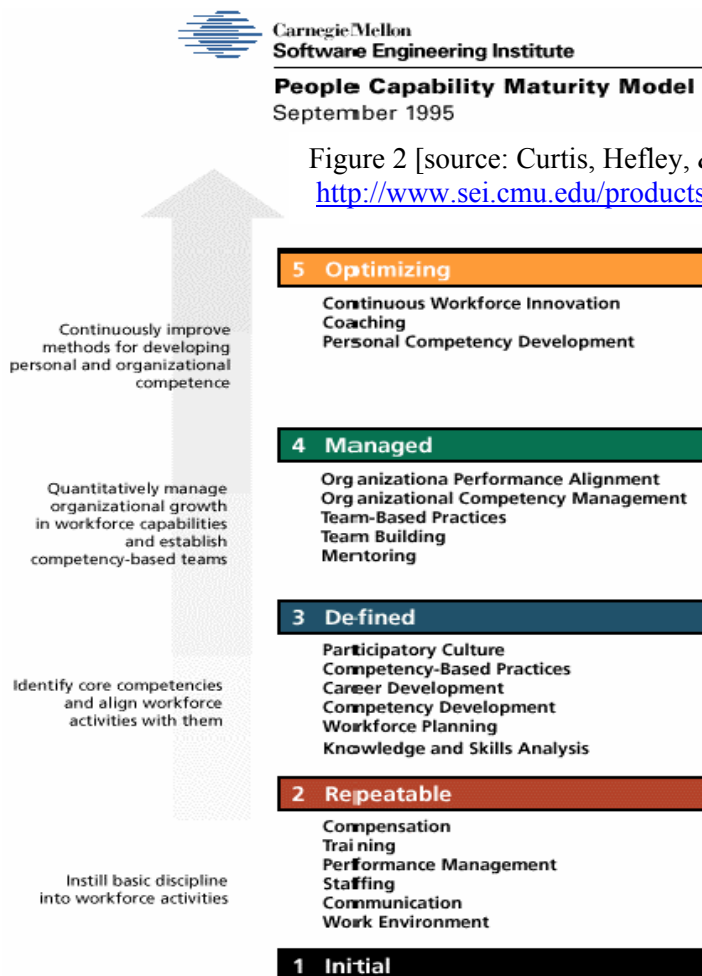 Carnegie Mellon
Software Engineering Institute
People Capability Maturity Model
September 1995
Figure 2 [source: Curtis, Hefley,
http://www.sei.cmu.edu/products
5 Optimizing
Continuous Workforce Innovation
Coaching
Personal Competency Development
Continuously improve
methods for developing
personal and organizational
competence
4 Managed
Organizationa Performance Alignment
Organizational Competency Management
Team-Based Practices
Team Building
Mentoring
Quantitatively manage
organizational growth
in workforce capabilities
and establish
competency-based teams
3 Defined
Participatory Culture
Competency-Based Practices
Career Development
Competency Development
Workforce Planning
Knowledge and Skills Analysis
Identify core competencies
and align workforce
activities with them
2 Repeatable
Compensation
Training
Performance Management
Staffing
Communication
Work Environment
Instill basic discipline
into workforce activities
1 Initial